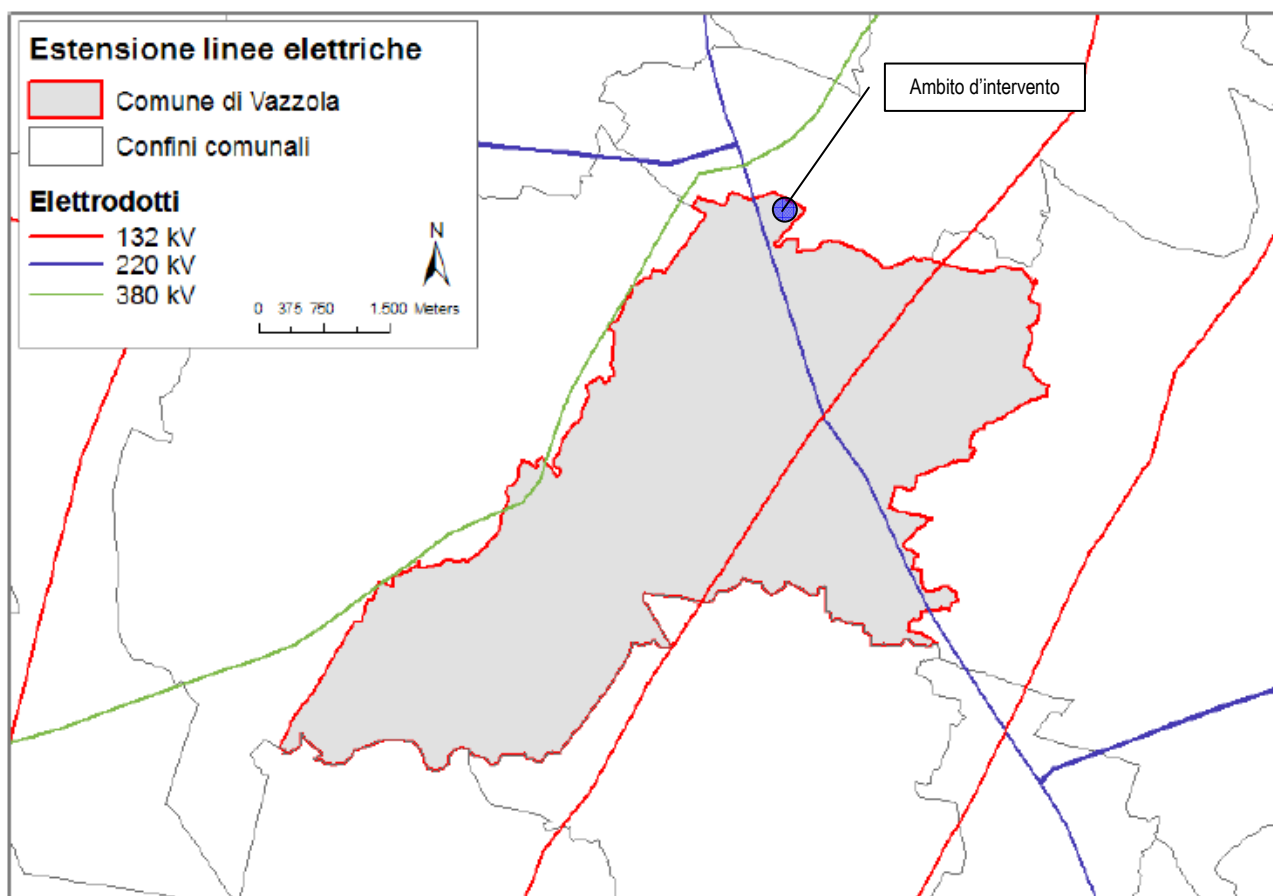 Estensione linee elettriche
Comune di Vazzola
Confini comunali
Elettrodotti
132 kV
220 kV
380 kV
N
0 375 750 1.500 Meters
Ambito d'intervento